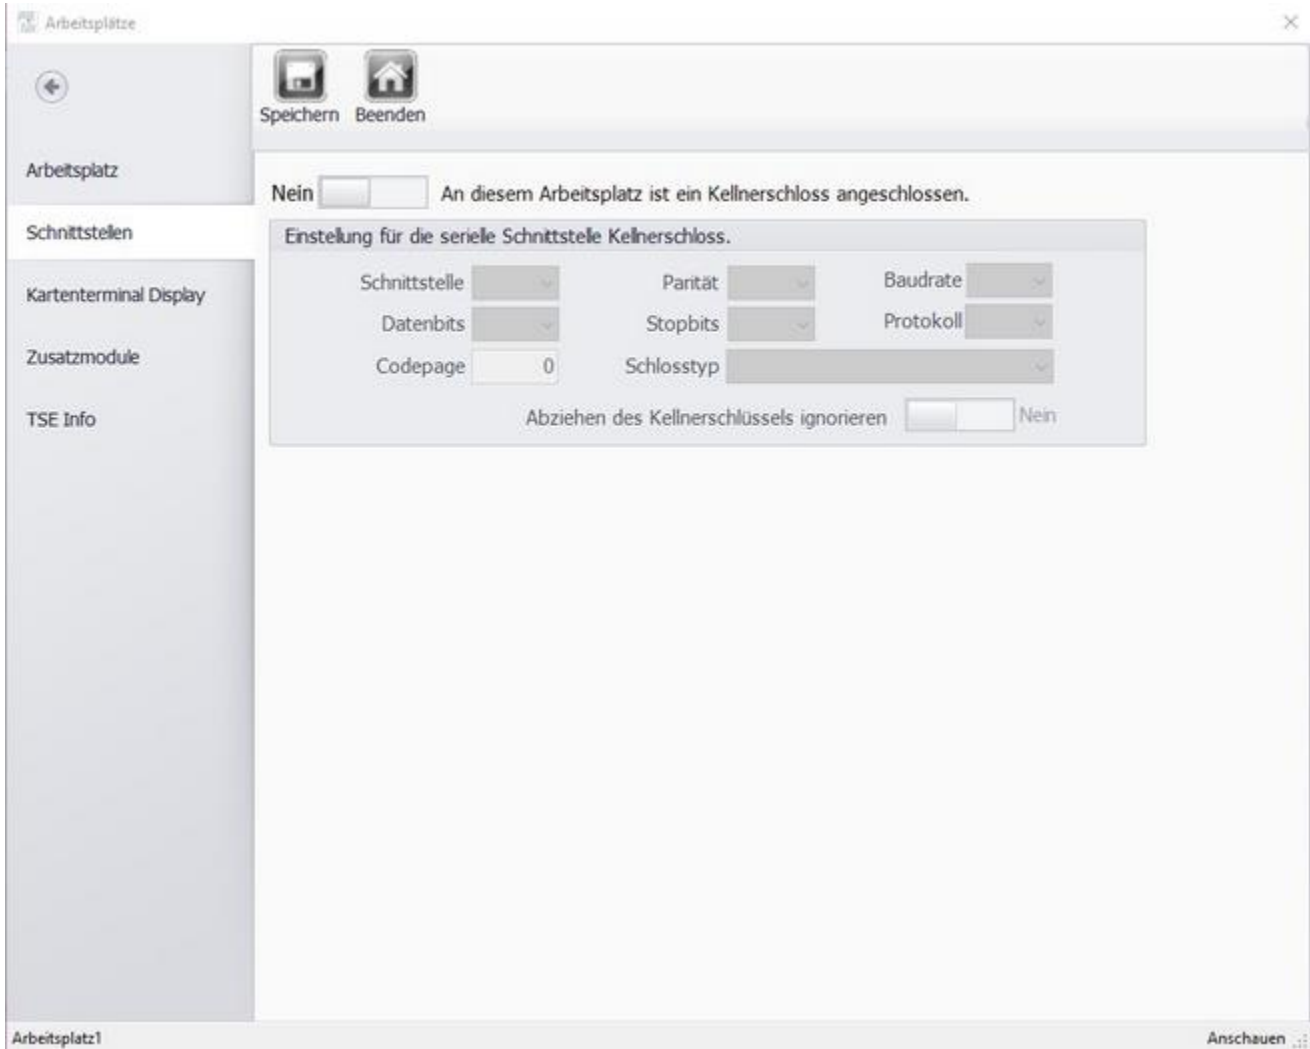 Arbeitsplätze
Speichern Beenden
Arbeitsplatz
Schnittstellen
Kartenterminal Display
Zusatzmodule
TSE Info
Nein An diesem Arbeitsplatz ist ein Kellnerschloss angeschlossen.
Einstellung für die serielle Schnittstelle Kellnerschloss.
Schnittstelle Parität Baudrate
Datenbits Stopbits Protokoll
Codepage 0 Schlosstyp
Abziehen des Kellnerschlüssels ignorieren Nein
Arbeitsplatz1 Anschauen